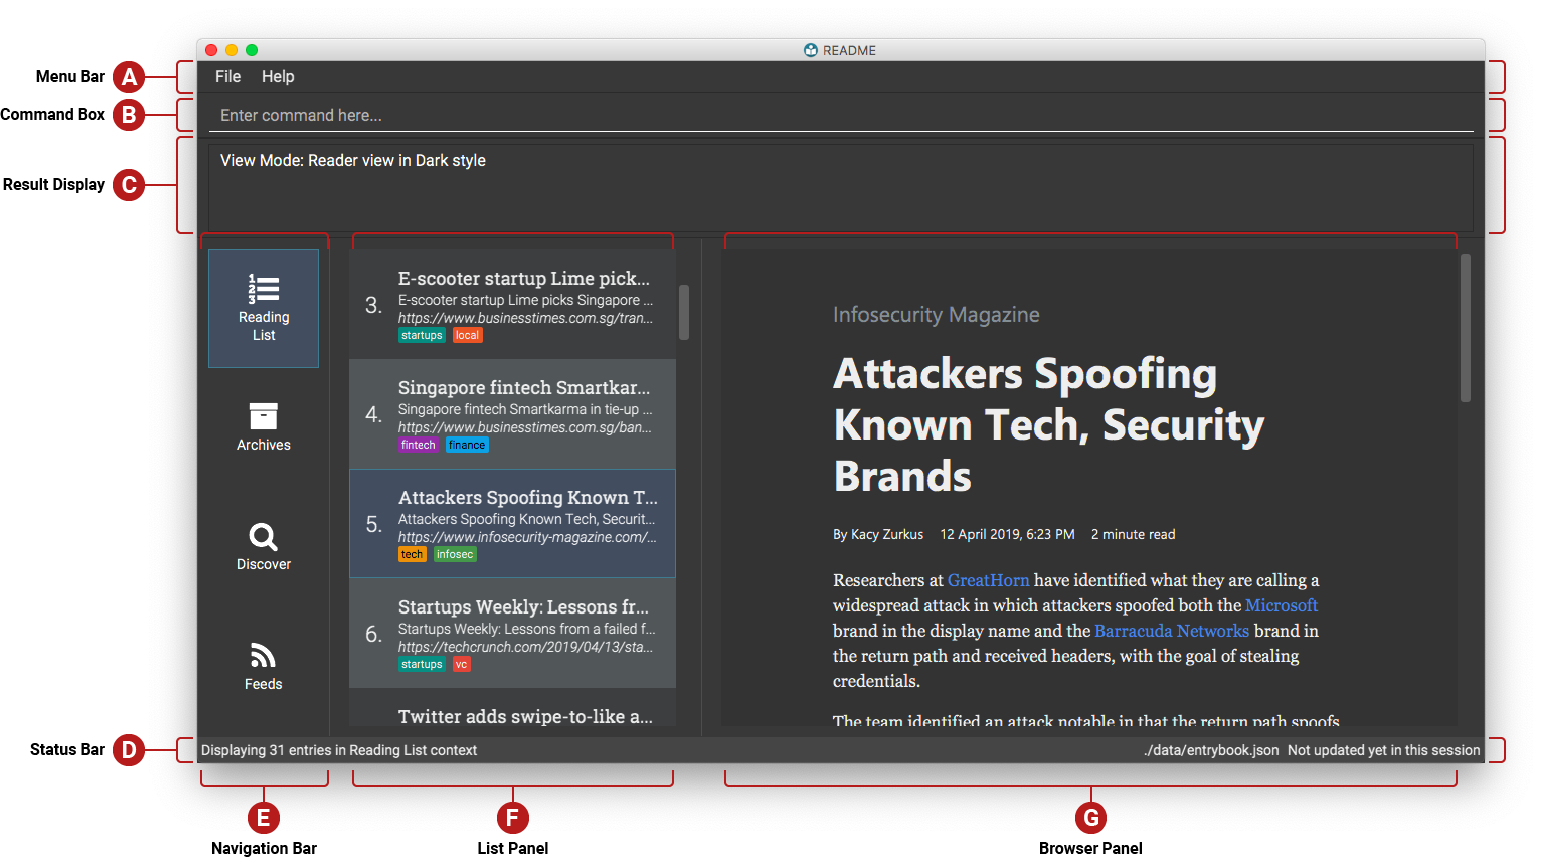 README
Menu Bar A
File Help
Command Box B
Enter command here...
Result Display C
View Mode: Reader view in Dark style
1
2
3
Reading
List
Archives
Discover
Feeds
3.
E-scooter startup Lime pick...
E-scooter startup Lime picks Singapore ...
https://www.businesstimes.com.sg/tran...
startups local
4.
Singapore fintech Smartkar...
Singapore fintech Smartkarma in tie-up ...
https://www.businesstimes.com.sg/ban...
fintech finance
5.
Attackers Spoofing Known T...
Attackers Spoofing Known Tech, Securit...
https://www.infosecurity-magazine.com/...
tech infosec
6.
Startups Weekly: Lessons fr...
Startups Weekly: Lessons from a failed f...
https://techcrunch.com/2019/04/13/sta...
startups vc
Twitter adds swipe-to-like a...
Infosecurity Magazine
Attackers Spoofing
Known Tech, Security
Brands
By Kacy Zurkus 12 April 2019, 6:23 PM 2 minute read
Researchers at GreatHorn have identified what they are calling a
widespread attack in which attackers spoofed both the Microsoft
brand in the display name and the Barracuda Networks brand in
the return path and received headers, with the goal of stealing
credentials.
The team identified an attack notable in that the return path spoofs
Status Bar D
Displaying 31 entries in Reading List context
./data/entrybook.json Not updated yet in this session
E
Navigation Bar
F
List Panel
G
Browser Panel